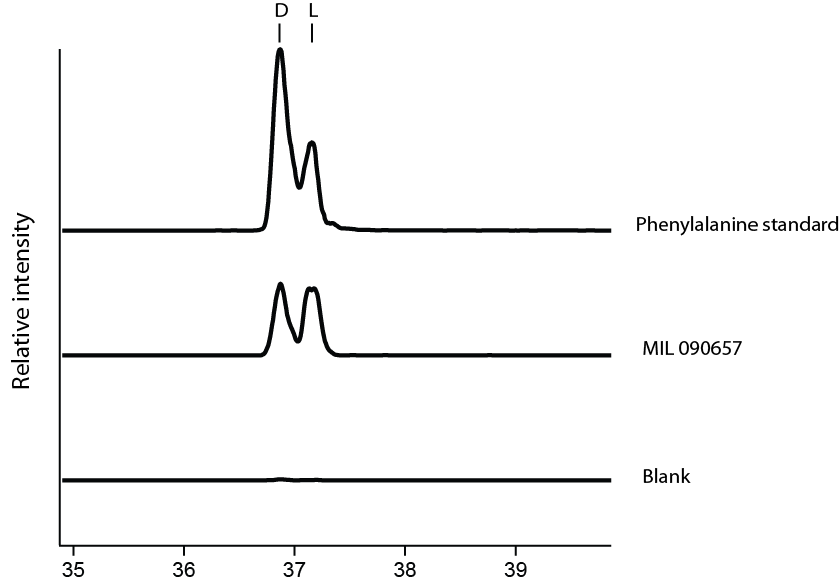 D L
Relative intensity
Phenylalanine standard
MIL 090657
Blank
35 36 37 38 39